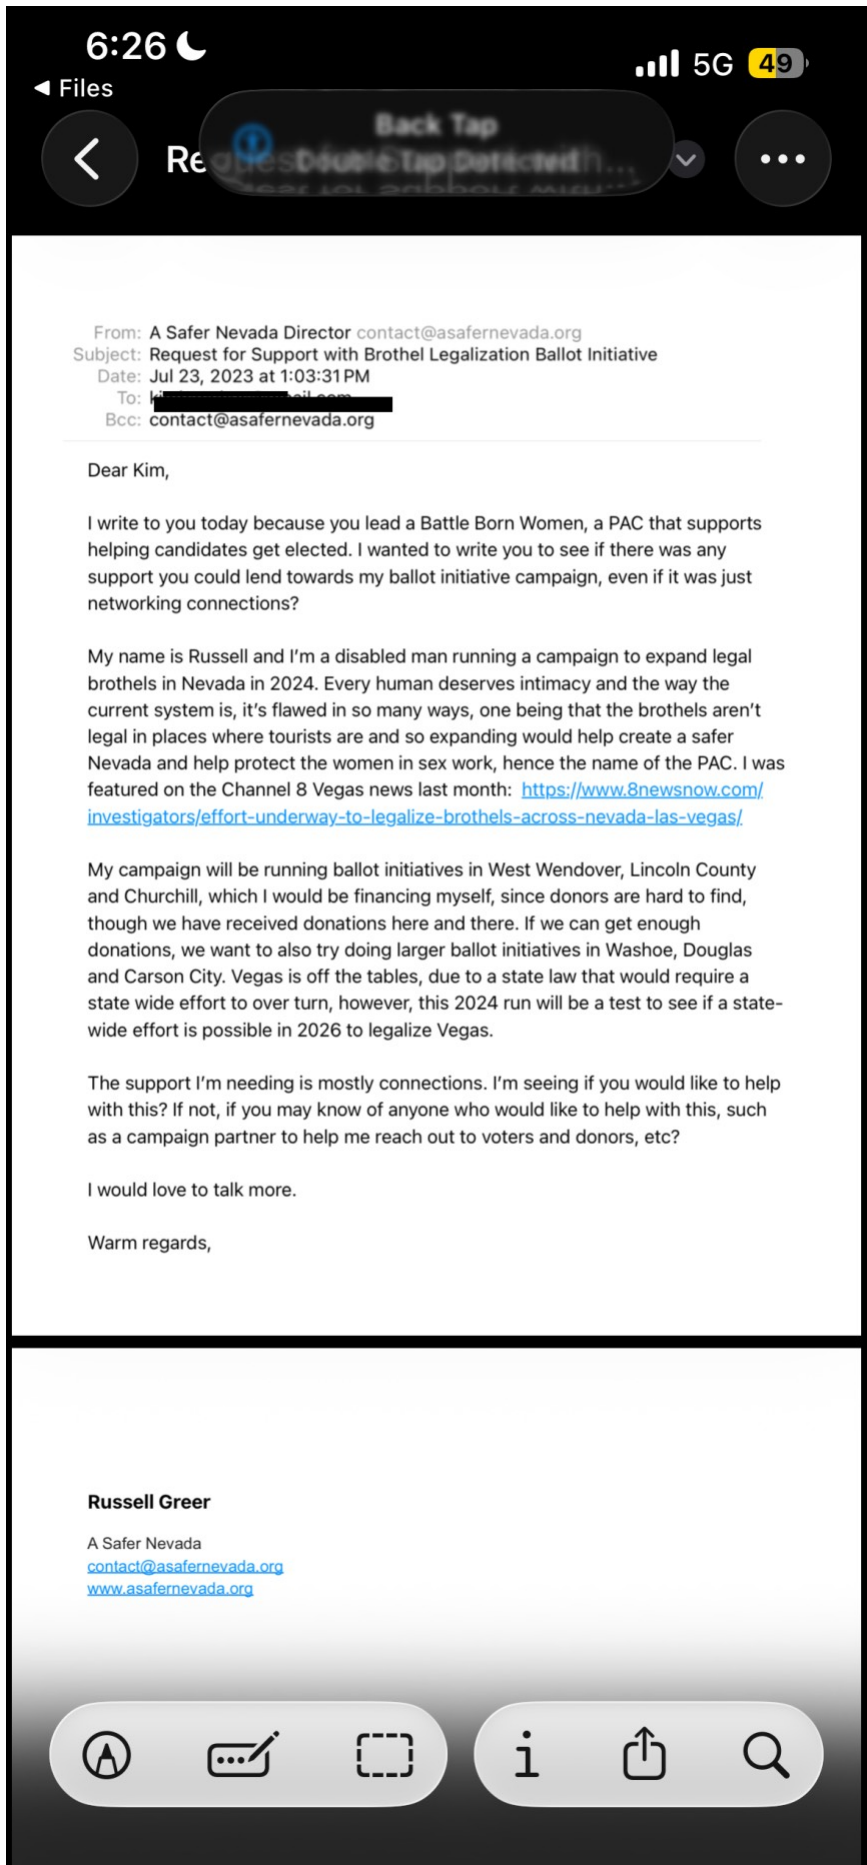 6:26
5G 49
Files
Back Tap
Double Tap Detected
From: A Safer Nevada Director contact@asafernevada.org
Subject: Request for Support with Brothel Legalization Ballot Initiative
Date: Jul 23, 2023 at 1:03:31 PM
To:
Bcc: contact@asafernevada.org
Dear Kim,
I write to you today because you lead a Battle Born Women, a PAC that supports
helping candidates get elected. I wanted to write you to see if there was any
support you could lend towards my ballot initiative campaign, even if it was just
networking connections?
My name is Russell and I'm a disabled man running a campaign to expand legal
brothels in Nevada in 2024. Every human deserves intimacy and the way the
current system is, it's flawed in so many ways, one being that the brothels aren't
legal in places where tourists are and so expanding would help create a safer
Nevada and help protect the women in sex work, hence the name of the PAC. I was
featured on the Channel 8 Vegas news last month: https://www.8newsnow.com/
investigators/effort-underway-to-legalize-brothels-across-nevada-las-vegas/
My campaign will be running ballot initiatives in West Wendover, Lincoln County
and Churchill, which I would be financing myself, since donors are hard to find,
though we have received donations here and there. If we can get enough
donations, we want to also try doing larger ballot initiatives in Washoe, Douglas
and Carson City. Vegas is off the tables, due to a state law that would require a
state wide effort to over turn, however, this 2024 run will be a test to see if a state-
wide effort is possible in 2026 to legalize Vegas.
The support I'm needing is mostly connections. I'm seeing if you would like to help
with this? If not, if you may know of anyone who would like to help with this, such
as a campaign partner to help me reach out to voters and donors, etc?
I would love to talk more.
Warm regards,
Russell Greer
A Safer Nevada
contact@asafernevada.org
www.asafernevada.org